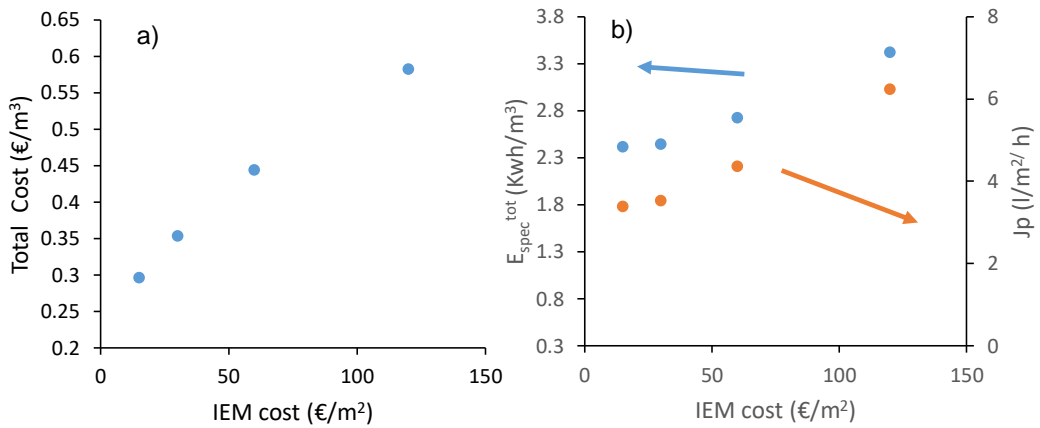 a)
Total Cost (€/m³)
0.65
0.6
0.55
0.5
0.45
0.4
0.35
0.3
0.25
0.2
0 50 100 150
IEM cost (€/m²)
b)
E_spec^tot (Kwh/m³)
3.8
3.3
2.8
2.3
1.8
1.3
0.8
0.3
8
6
4
2
0
Jp (l/m²/ h)
0 50 100 150
IEM cost (€/m²)